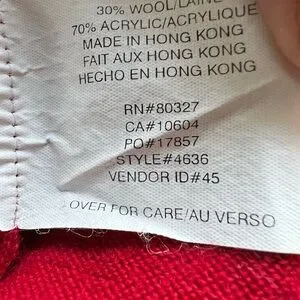 30% WOOL/LAINE
70% ACRYLIC/ACRYLIQUE
MADE IN HONG KONG
FAIT AUX HONG KONG
HECHO EN HONG KONG
RN#80327
CA#10604
PO#17857
STYLE#4636
VENDOR ID#45
OVER FOR CARE/AU VERSO